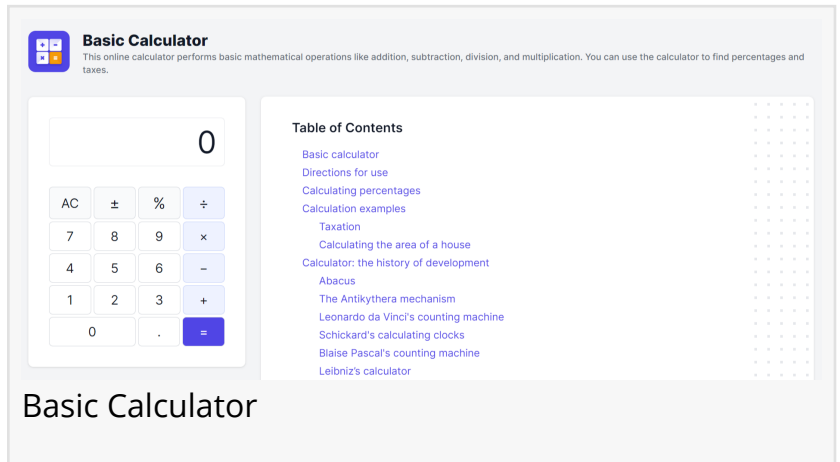 Basic Calculator
This online calculator performs basic mathematical operations like addition, subtraction, division, and multiplication. You can use the calculator to find percentages and
taxes.
0
AC ± % ÷
7 8 9 ×
4 5 6 −
1 2 3 +
0 . =
Table of Contents
Basic calculator
Directions for use
Calculating percentages
Calculation examples
Taxation
Calculating the area of a house
Calculator: the history of development
Abacus
The Antikythera mechanism
Leonardo da Vinci's counting machine
Schickard's calculating clocks
Blaise Pascal's counting machine
Leibniz's calculator
Basic Calculator